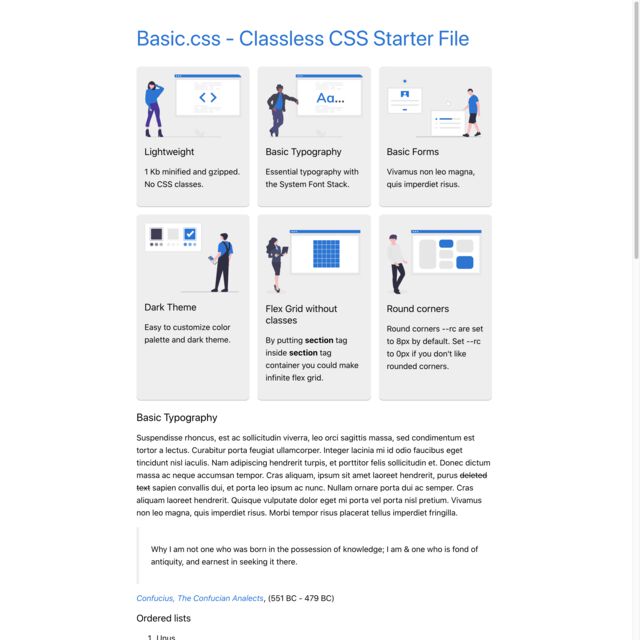 Basic.css - Classless CSS Starter File
Aa...
Lightweight
1 Kb minified and gzipped.
No CSS classes.
Basic Typography
Essential typography with
the System Font Stack.
Basic Forms
Vivamus non leo magna,
quis imperdiet risus.
Dark Theme
Easy to customize color
palette and dark theme.
Flex Grid without
classes
By putting section tag
inside section tag
container you could make
infinite flex grid.
Round corners
Round corners --rc are set
to 8px by default. Set --rc
to 0px if you don't like
rounded corners.
Basic Typography
Suspendisse rhoncus, est ac sollicitudin viverra, leo orci sagittis massa, sed condimentum est
tortor a lectus. Curabitur porta feugiat ullamcorper. Integer lacinia mi id odio faucibus eget
tincidunt nisl iaculis. Nam adipiscing hendrerit turpis, et porttitor felis sollicitudin et. Donec dictum
massa ac neque accumsan tempor. Cras aliquam, ipsum sit amet laoreet hendrerit, purus deleted
text sapien convallis dui, et porta leo ipsum ac nunc. Nullam ornare porta dui ac semper. Cras
aliquam laoreet hendrerit. Quisque vulputate dolor eget mi porta vel porta nisl pretium. Vivamus
non leo magna, quis imperdiet risus. Morbi tempor risus placerat tellus imperdiet fringilla.
Why I am not one who was born in the possession of knowledge; I am & one who is fond of
antiquity, and earnest in seeking it there.
Confucius, The Confucian Analects, (551 BC - 479 BC)
Ordered lists
1. Unus